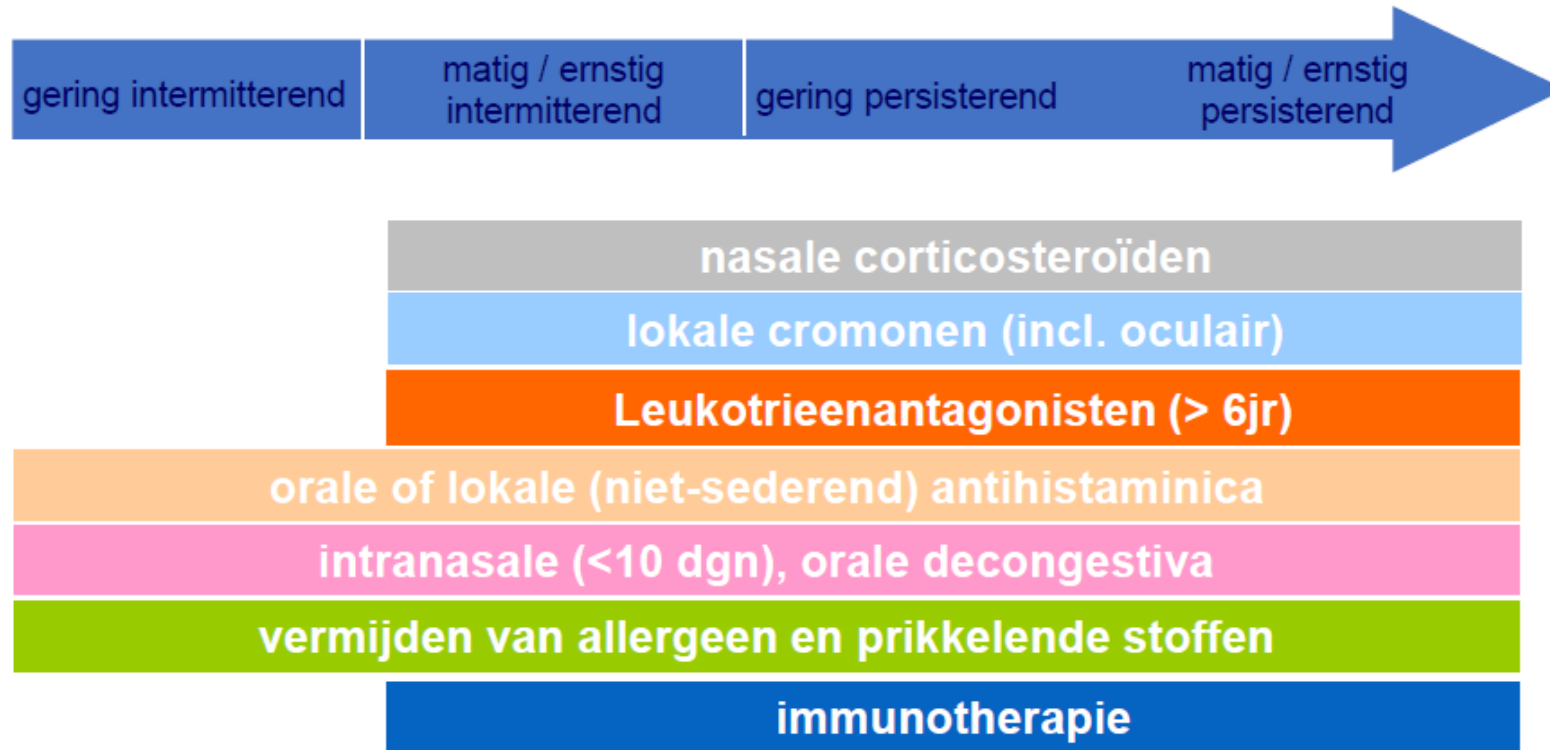 gering intermitterend
matig / ernstig
intermitterend
gering persisterend
matig / ernstig
persisterend
nasale corticosteroïden
lokale cromonen (incl. oculair)
Leukotrieenantagonisten (> 6jr)
orale of lokale (niet-sederend) antihistaminica
intranasale (<10 dgn), orale decongestiva
vermijden van allergeen en prikkelende stoffen
immunotherapie